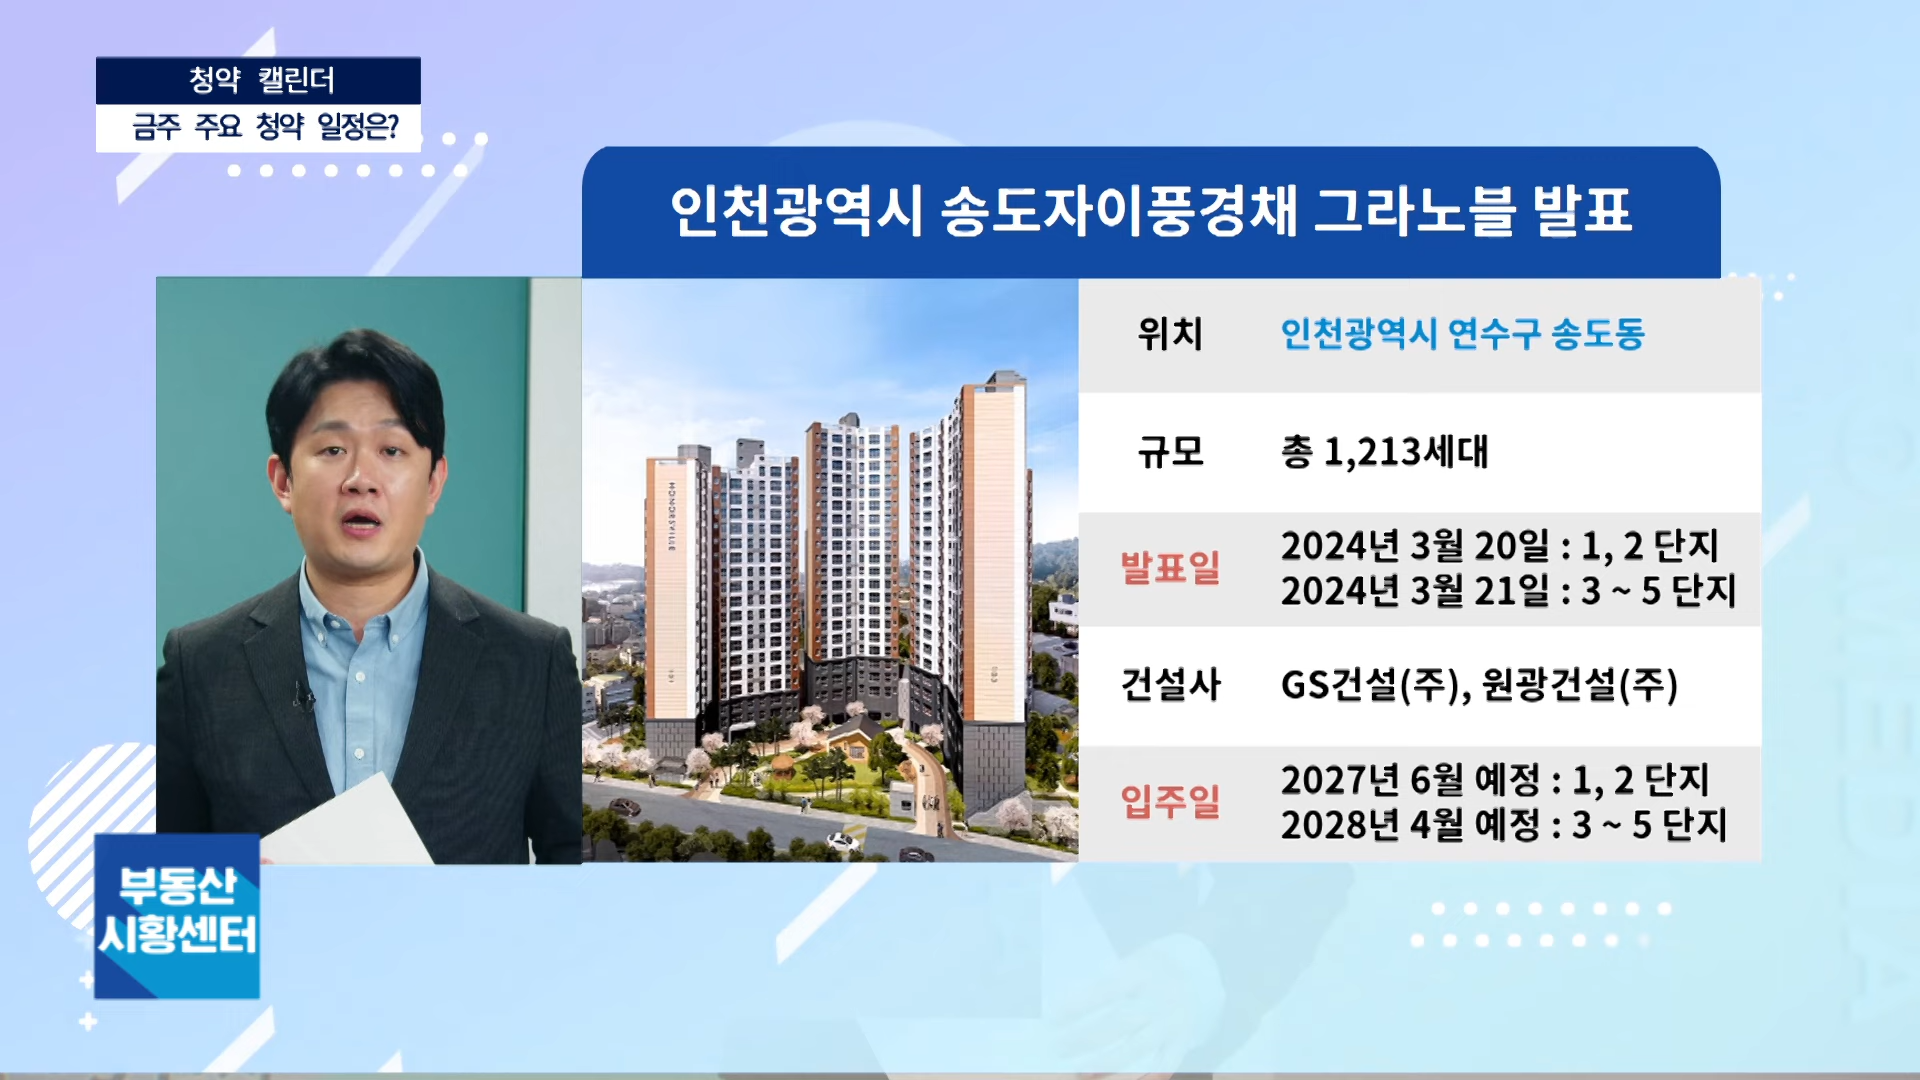 청약 캘린더
금주 주요 청약 일정은?
인천광역시 송도자이풍경채 그라노블 발표
위치
인천광역시 연수구 송도동
규모
총 1,213세대
발표일
2024년 3월 20일 : 1, 2 단지
2024년 3월 21일 : 3 ~ 5 단지
건설사
GS건설(주), 원광건설(주)
입주일
2027년 6월 예정 : 1, 2 단지
2028년 4월 예정 : 3 ~ 5 단지
HONORSVILLE
101
103
부동산
시황센터